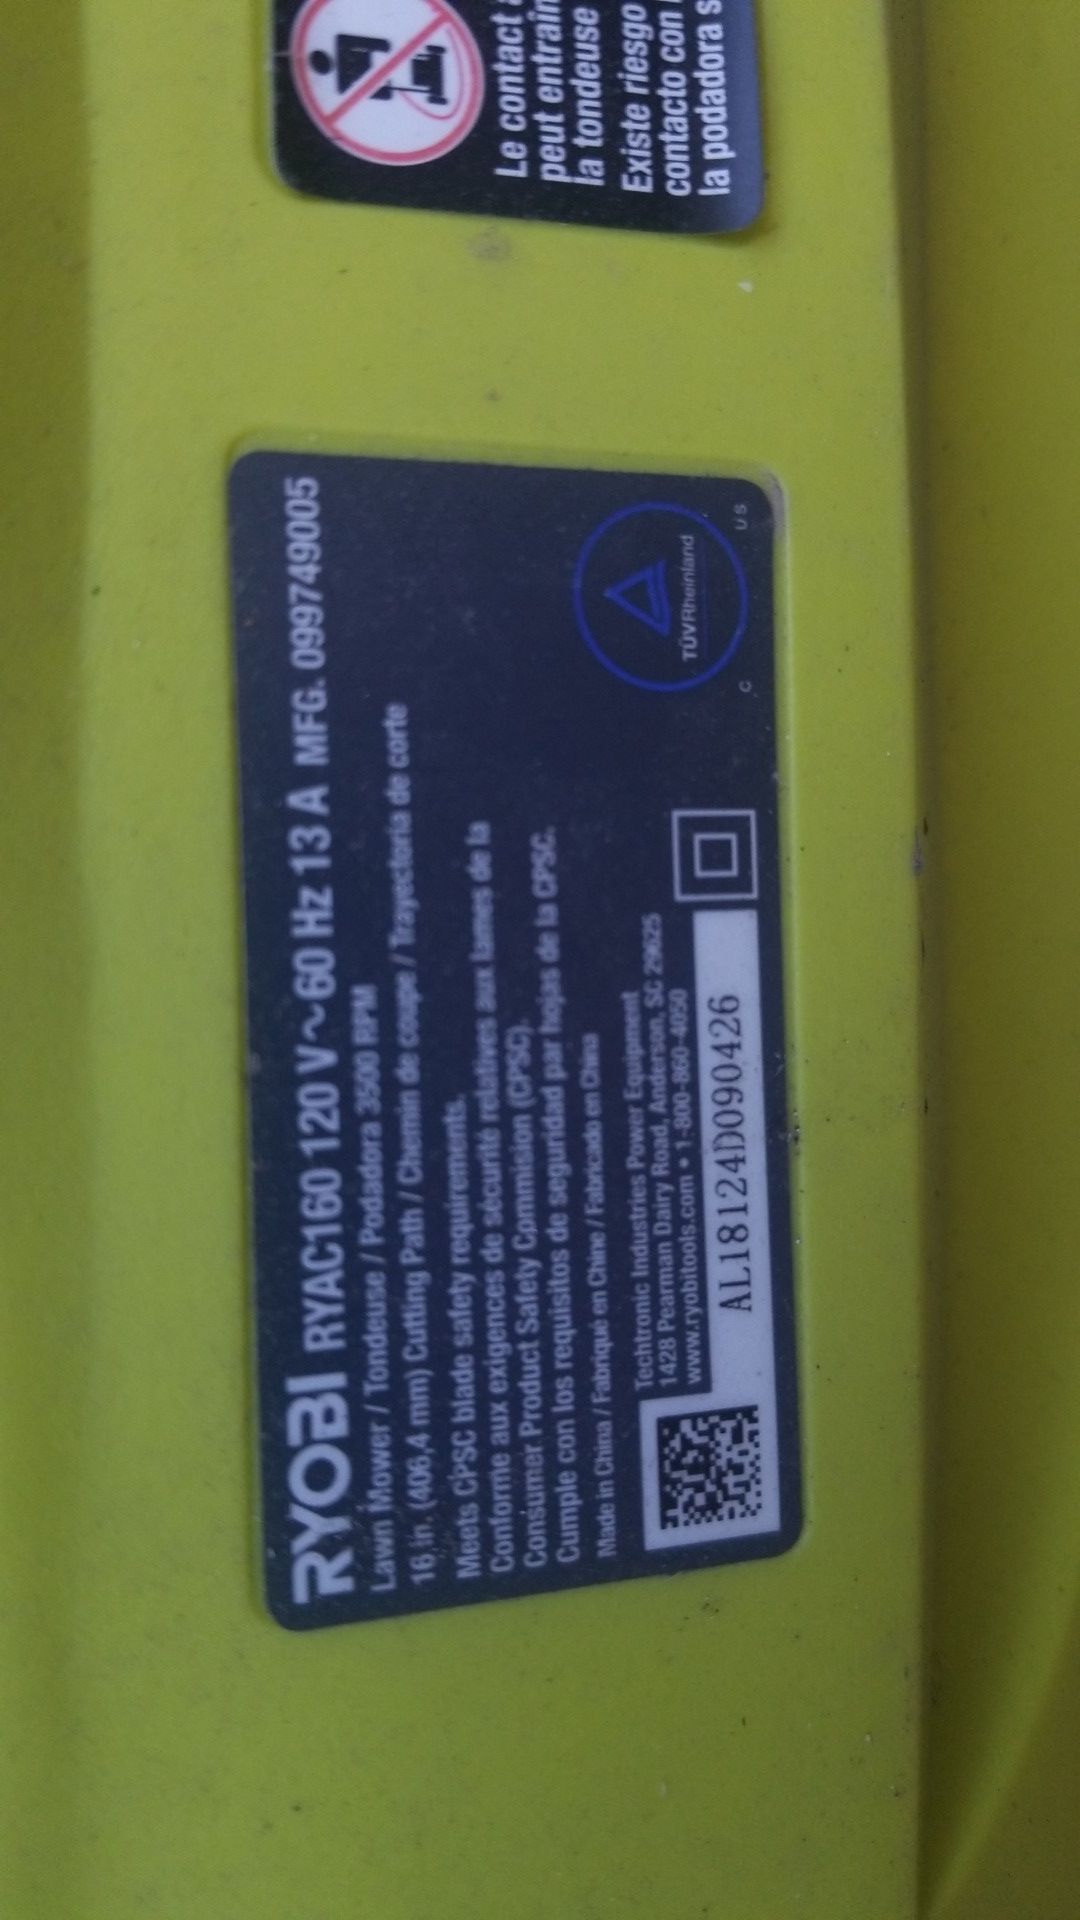 Le contact
peut entraîn
la tondeuse
Existe riesgo
contacto con
la podadora s
RYOBI RYAC160 120 V~60 Hz 13 A MFG. 099749005
Lawn Mower / Tondeuse / Podadora 3500 RPM
16 in. (406,4 mm) Cutting Path / Chemin de coupe / Trayectoria de corte
Meets CPSC blade safety requirements.
Conforme aux exigences de sécurité relatives aux lames de la
Consumer Product Safety Commision (CPSC).
Cumple con los requisitos de seguridad par hojas de la CPSC.
Made in China / Fabriqué en Chine / Fabricado en China
Techtronic Industries Power Equipment
1428 Pearman Dairy Road, Anderson, SC 29625
www.ryobitools.com • 1-800-860-4050
AL18124D090426
TÜVRheinland
C US